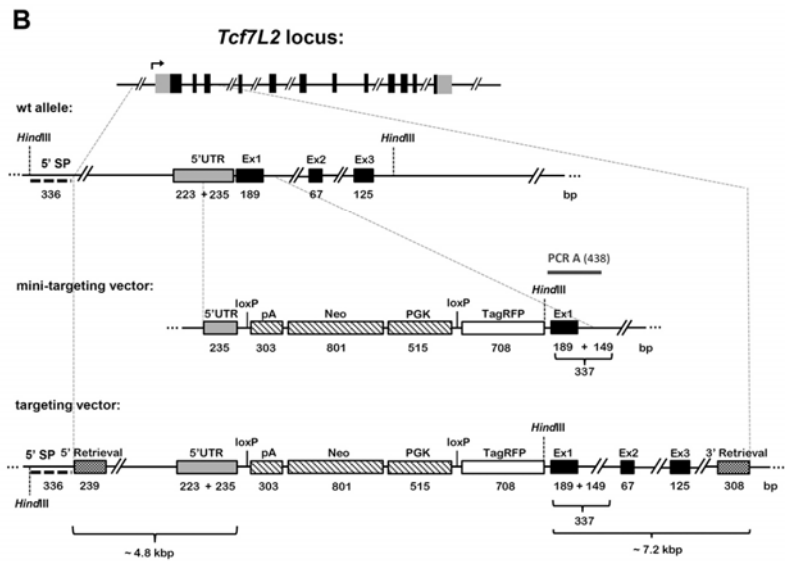 B
Tcf7L2 locus:
wt allele:
HindIII HindIII
5' SP 5'UTR Ex1 Ex2 Ex3
... ...
336 223 +235 189 67 125 bp
PCR A (438)
mini-targeting vector:
HindIII
5'UTR loxP pA Neo PGK loxP TagRFP Ex1
... ...
235 303 801 515 708 189 + 149 bp
337
targeting vector:
HindIII
5' SP 5' Retrieval 5'UTR loxP pA Neo PGK loxP TagRFP Ex1 Ex2 Ex3 3' Retrieval
... ...
336 239 223 + 235 303 801 515 708 189 + 149 67 125 308 bp
HindIII
337
~ 4.8 kbp ~ 7.2 kbp